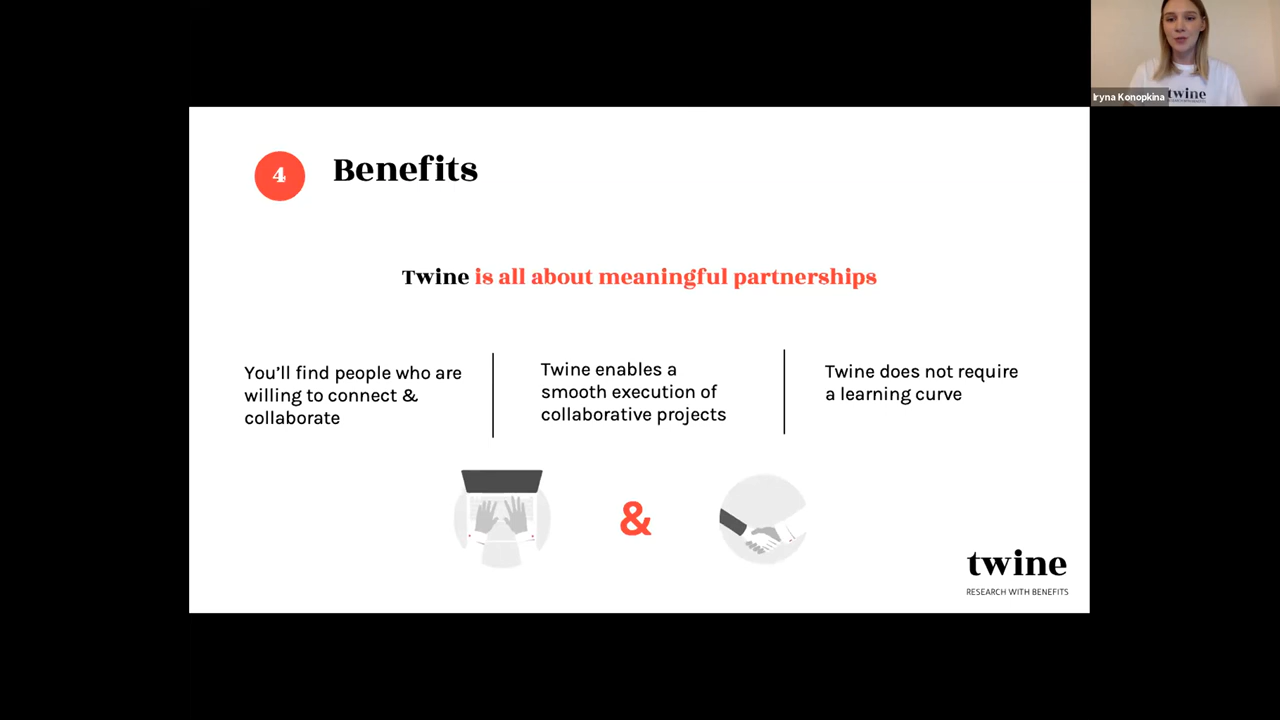 Iryna Konopkina
twine
4
Benefits
Twine is all about meaningful partnerships
You'll find people who are
willing to connect &
collaborate
Twine enables a
smooth execution of
collaborative projects
Twine does not require
a learning curve
&
twine
RESEARCH WITH BENEFITS